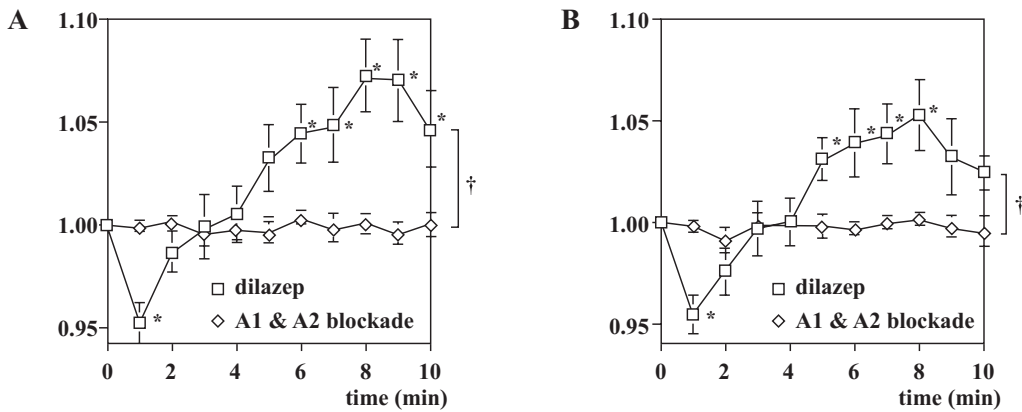 A
1.10
1.05
1.00
0.95
* * * * * *
†
dilazep
A1 & A2 blockade
0 2 4 6 8 10
time (min)
B
1.10
1.05
1.00
0.95
* * * * *
†
dilazep
A1 & A2 blockade
0 2 4 6 8 10
time (min)